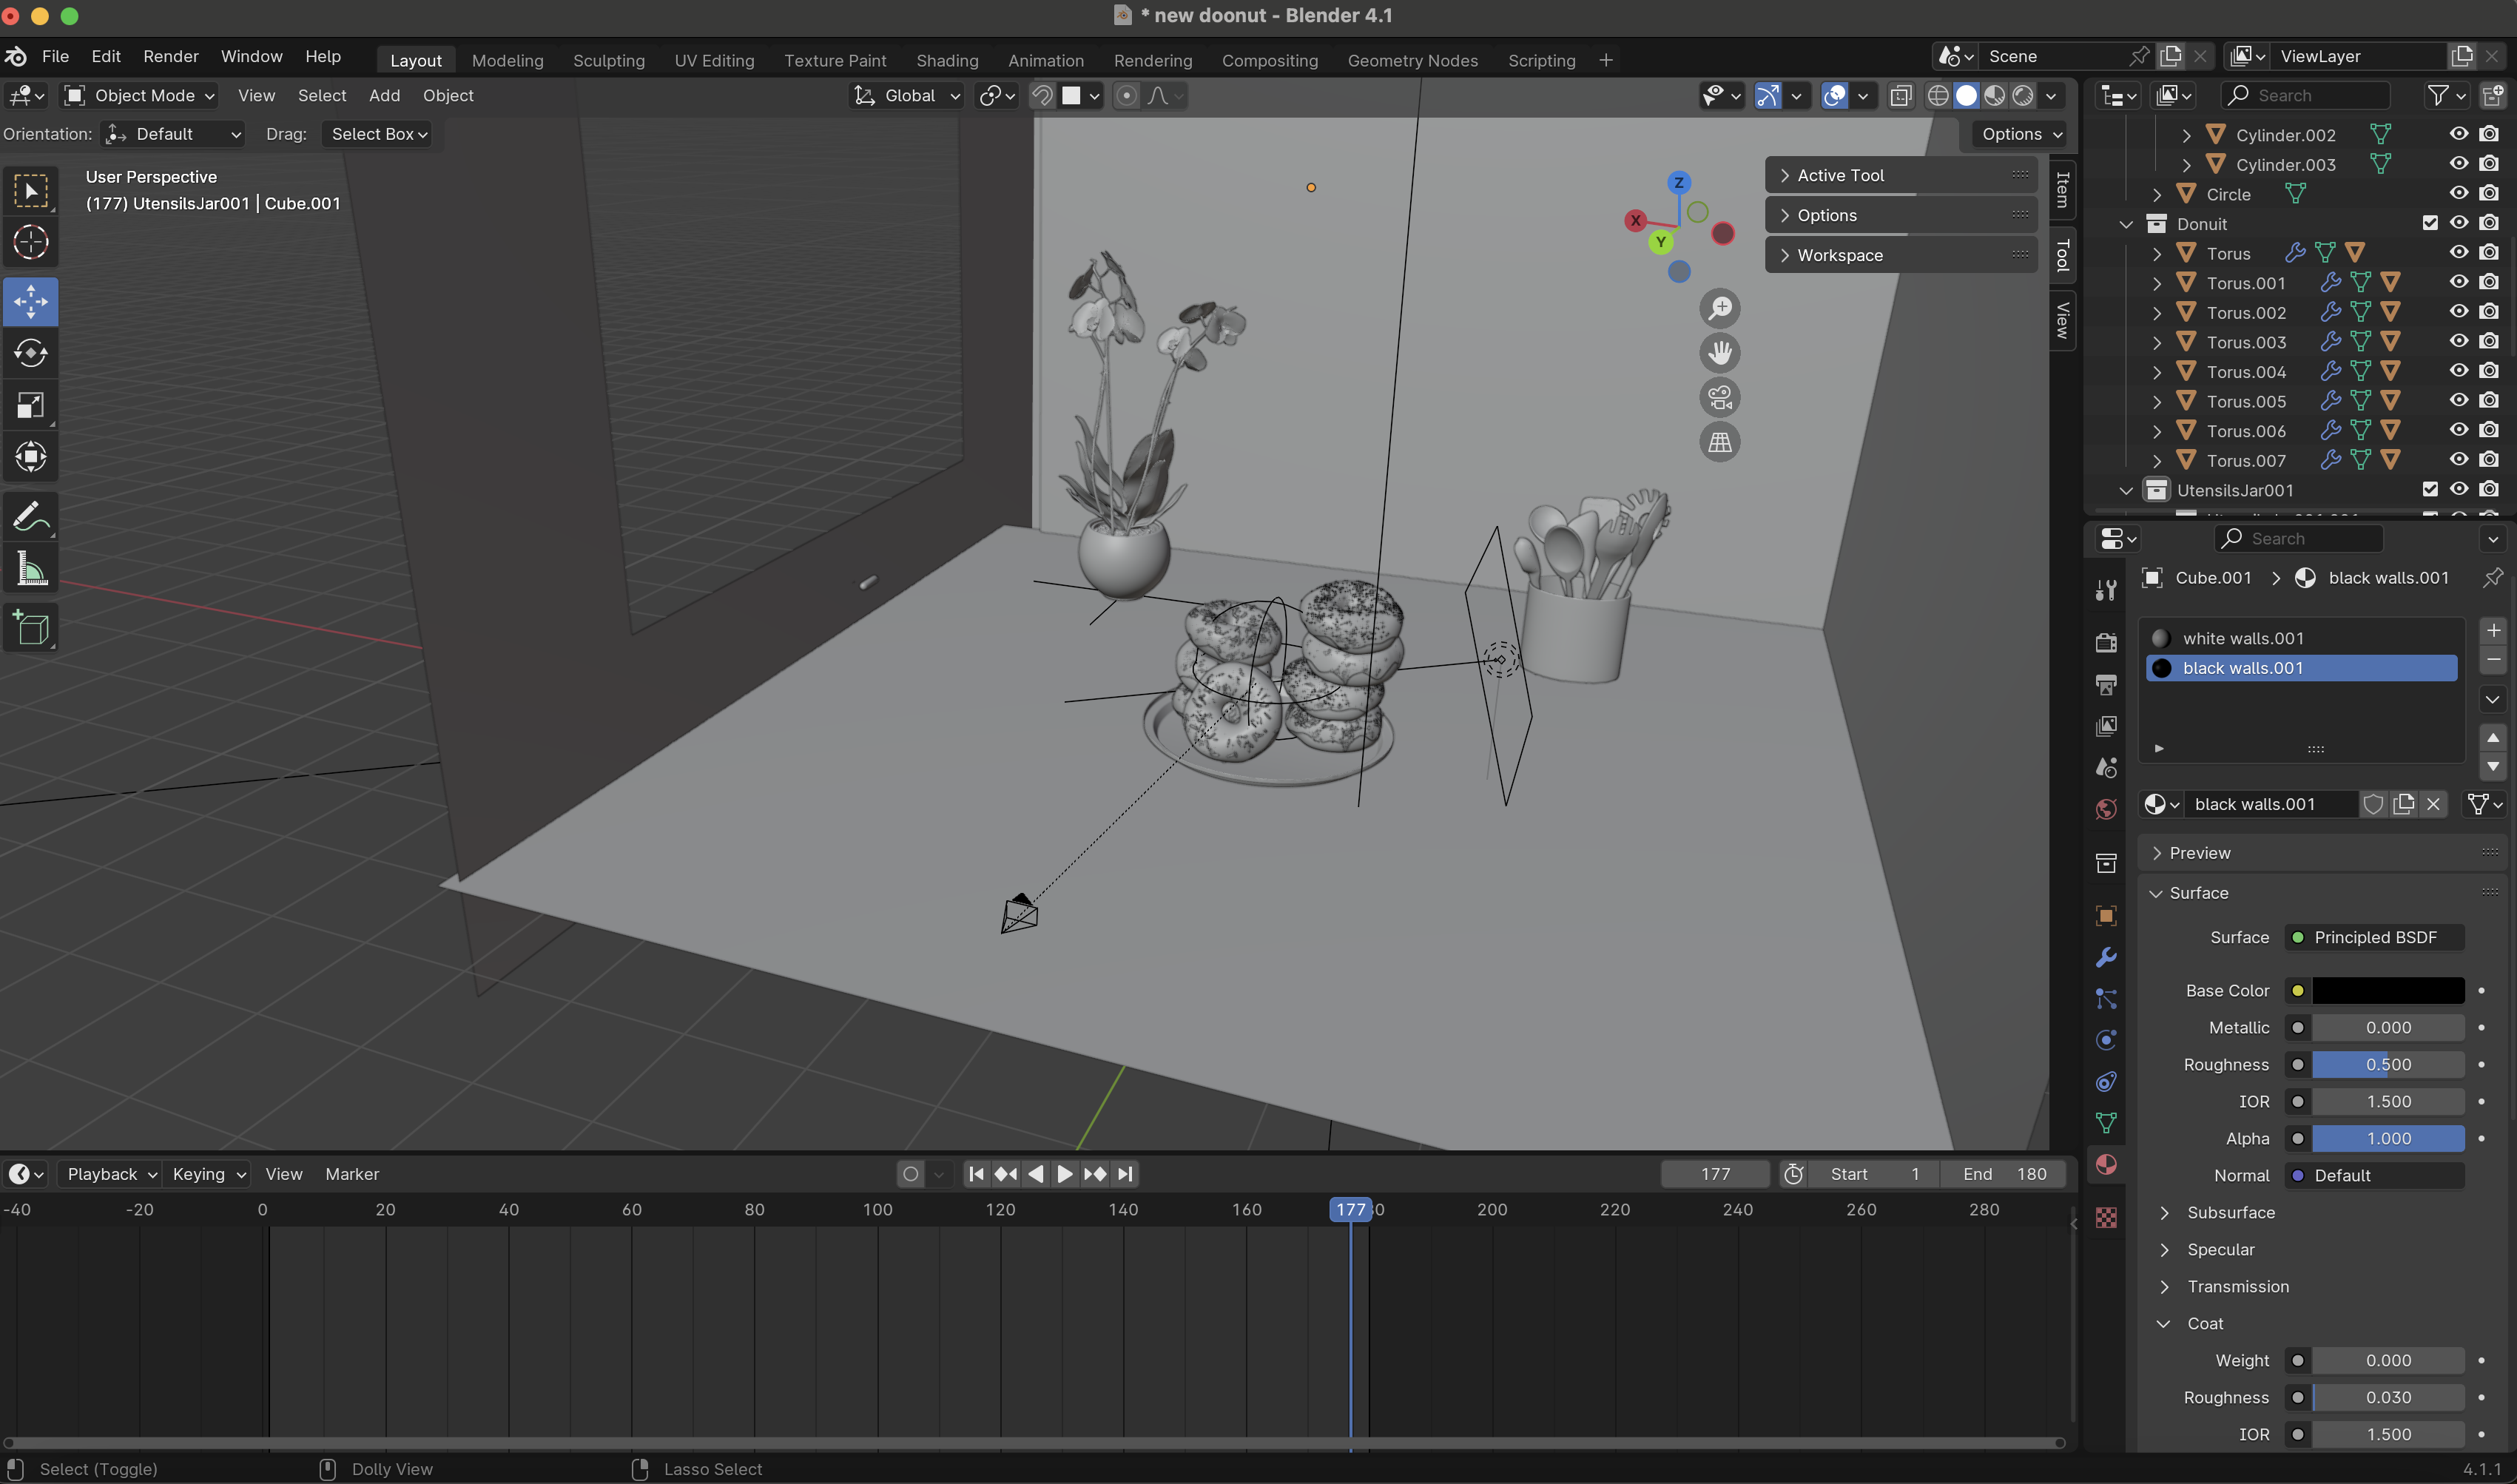 * new doonut - Blender 4.1
File Edit Render Window Help Layout Modeling Sculpting UV Editing Texture Paint Shading Animation Rendering Compositing Geometry Nodes Scripting + Scene ViewLayer
Object Mode View Select Add Object Global Search
Orientation: Default Drag: Select Box Options
User Perspective
(177) UtensilsJar001 | Cube.001
Z
X
Y
Active Tool
Options
Workspace
Item
Tool
View
Cylinder.002
Cylinder.003
Circle
Donuit
Torus
Torus.001
Torus.002
Torus.003
Torus.004
Torus.005
Torus.006
Torus.007
UtensilsJar001
Search
Cube.001 > black walls.001
white walls.001
black walls.001
black walls.001
Preview
Surface
Surface Principled BSDF
Base Color
Metallic 0.000
Roughness 0.500
IOR 1.500
Alpha 1.000
Normal Default
Subsurface
Specular
Transmission
Coat
Weight 0.000
Roughness 0.030
IOR 1.500
Playback Keying View Marker 177 Start 1 End 180
-40 -20 0 20 40 60 80 100 120 140 160 177 200 220 240 260 280
Select (Toggle) Dolly View Lasso Select 4.1.1